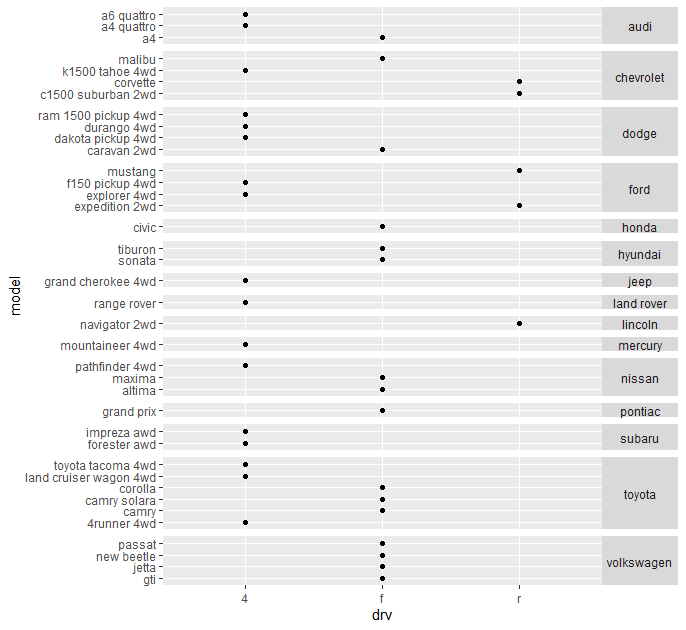 a6 quattro
a4 quattro
a4
audi
malibu
k1500 tahoe 4wd
corvette
c1500 suburban 2wd
chevrolet
ram 1500 pickup 4wd
durango 4wd
dakota pickup 4wd
caravan 2wd
dodge
mustang
f150 pickup 4wd
explorer 4wd
expedition 2wd
ford
civic
honda
tiburon
sonata
hyundai
grand cherokee 4wd
jeep
range rover
land rover
navigator 2wd
lincoln
mountaineer 4wd
mercury
pathfinder 4wd
maxima
altima
nissan
grand prix
pontiac
impreza awd
forester awd
subaru
toyota tacoma 4wd
land cruiser wagon 4wd
corolla
camry solara
camry
4runner 4wd
toyota
passat
new beetle
jetta
gti
volkswagen
model
4 f r
drv